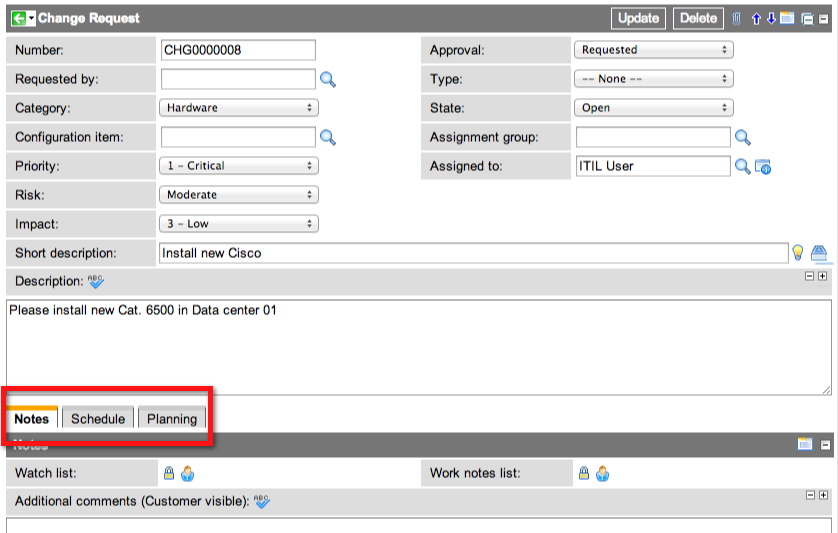 Change Request Update Delete
Number: CHG0000008 Approval: Requested
Requested by: Type: -- None --
Category: Hardware State: Open
Configuration item: Assignment group:
Priority: 1 - Critical Assigned to: ITIL User
Risk: Moderate
Impact: 3 - Low
Short description: Install new Cisco
Description: ABC
Please install new Cat. 6500 in Data center 01
Notes Schedule Planning
Notes
Watch list: Work notes list:
Additional comments (Customer visible): ABC